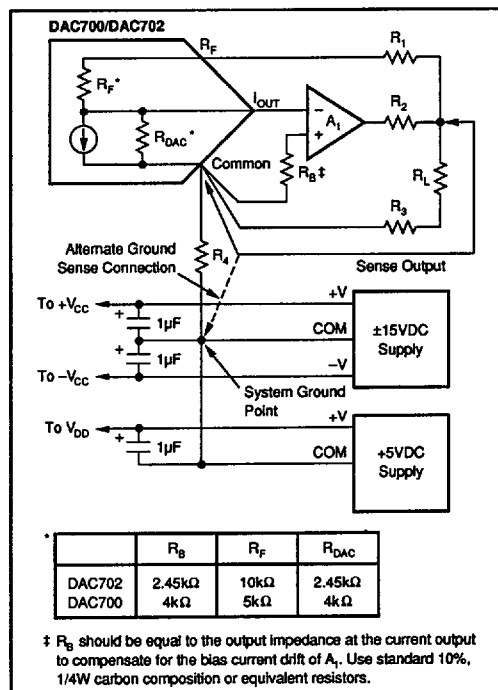 DAC700/DAC702
R_F
R_1
R_F*
I_OUT
R_DAC*
−
A_1
+
R_2
Common
R_B‡
R_L
R_3
Alternate Ground
Sense Connection
R_4
Sense Output
To +V_CC
+
1µF
+V
COM
±15VDC
Supply
+
1µF
To −V_CC
−V
System Ground
Point
To V_DD
+
1µF
+V
COM
+5VDC
Supply
*
R_B R_F R_DAC
DAC702 2.45kΩ 10kΩ 2.45kΩ
DAC700 4kΩ 5kΩ 4kΩ
‡ R_B should be equal to the output impedance at the current output
to compensate for the bias current drift of A_1. Use standard 10%,
1/4W carbon composition or equivalent resistors.